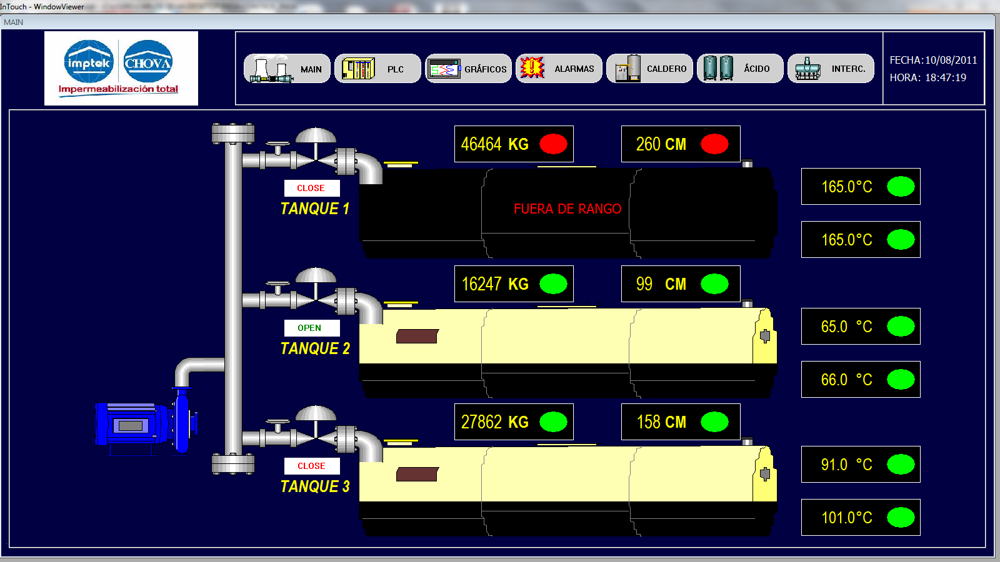 InTouch - WindowViewer
MAIN
imptek CHOVA
Impermeabilización total
MAIN
PLC
GRÁFICOS
ALARMAS
CALDERO
ÁCIDO
INTERC.
FECHA:10/08/2011
HORA: 18:47:19
46464 KG
260 CM
CLOSE
TANQUE 1
FUERA DE RANGO
165.0°C
165.0°C
16247 KG
99 CM
OPEN
TANQUE 2
65.0 °C
66.0 °C
27862 KG
158 CM
CLOSE
TANQUE 3
91.0 °C
101.0°C